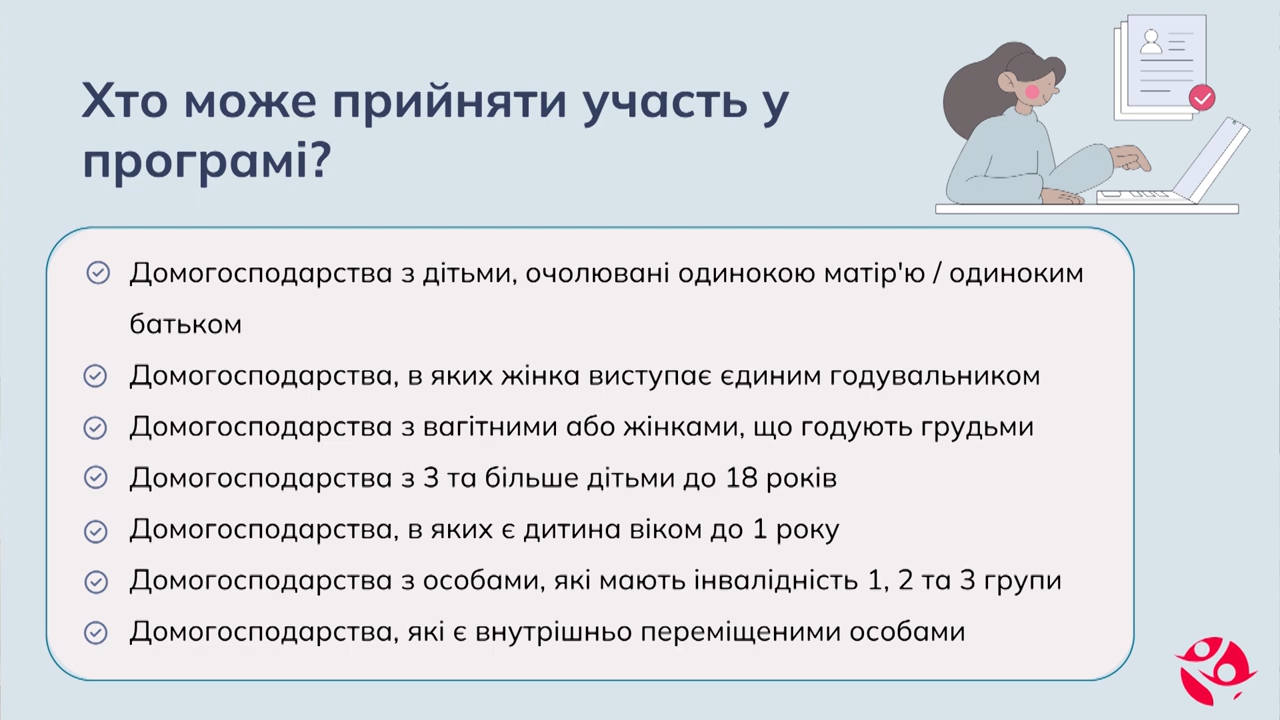 Хто може прийняти участь у
програмі?
Домогосподарства з дітьми, очолювані одинокою матір'ю / одиноким
батьком
Домогосподарства, в яких жінка виступає єдиним годувальником
Домогосподарства з вагітними або жінками, що годують грудьми
Домогосподарства з 3 та більше дітьми до 18 років
Домогосподарства, в яких є дитина віком до 1 року
Домогосподарства з особами, які мають інвалідність 1, 2 та 3 групи
Домогосподарства, які є внутрішньо переміщеними особами